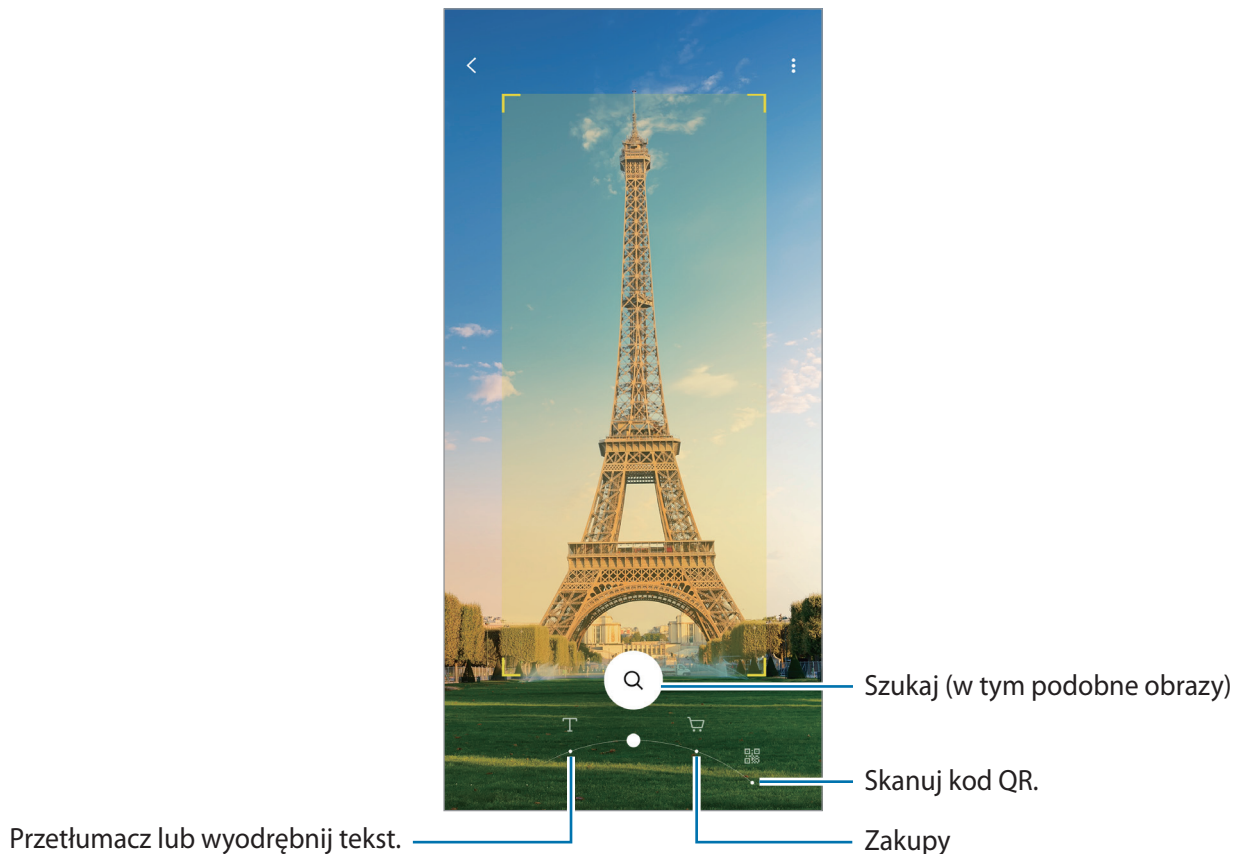 Szukaj (w tym podobne obrazy)
Skanuj kod QR.
Przetłumacz lub wyodrębnij tekst.
Zakupy